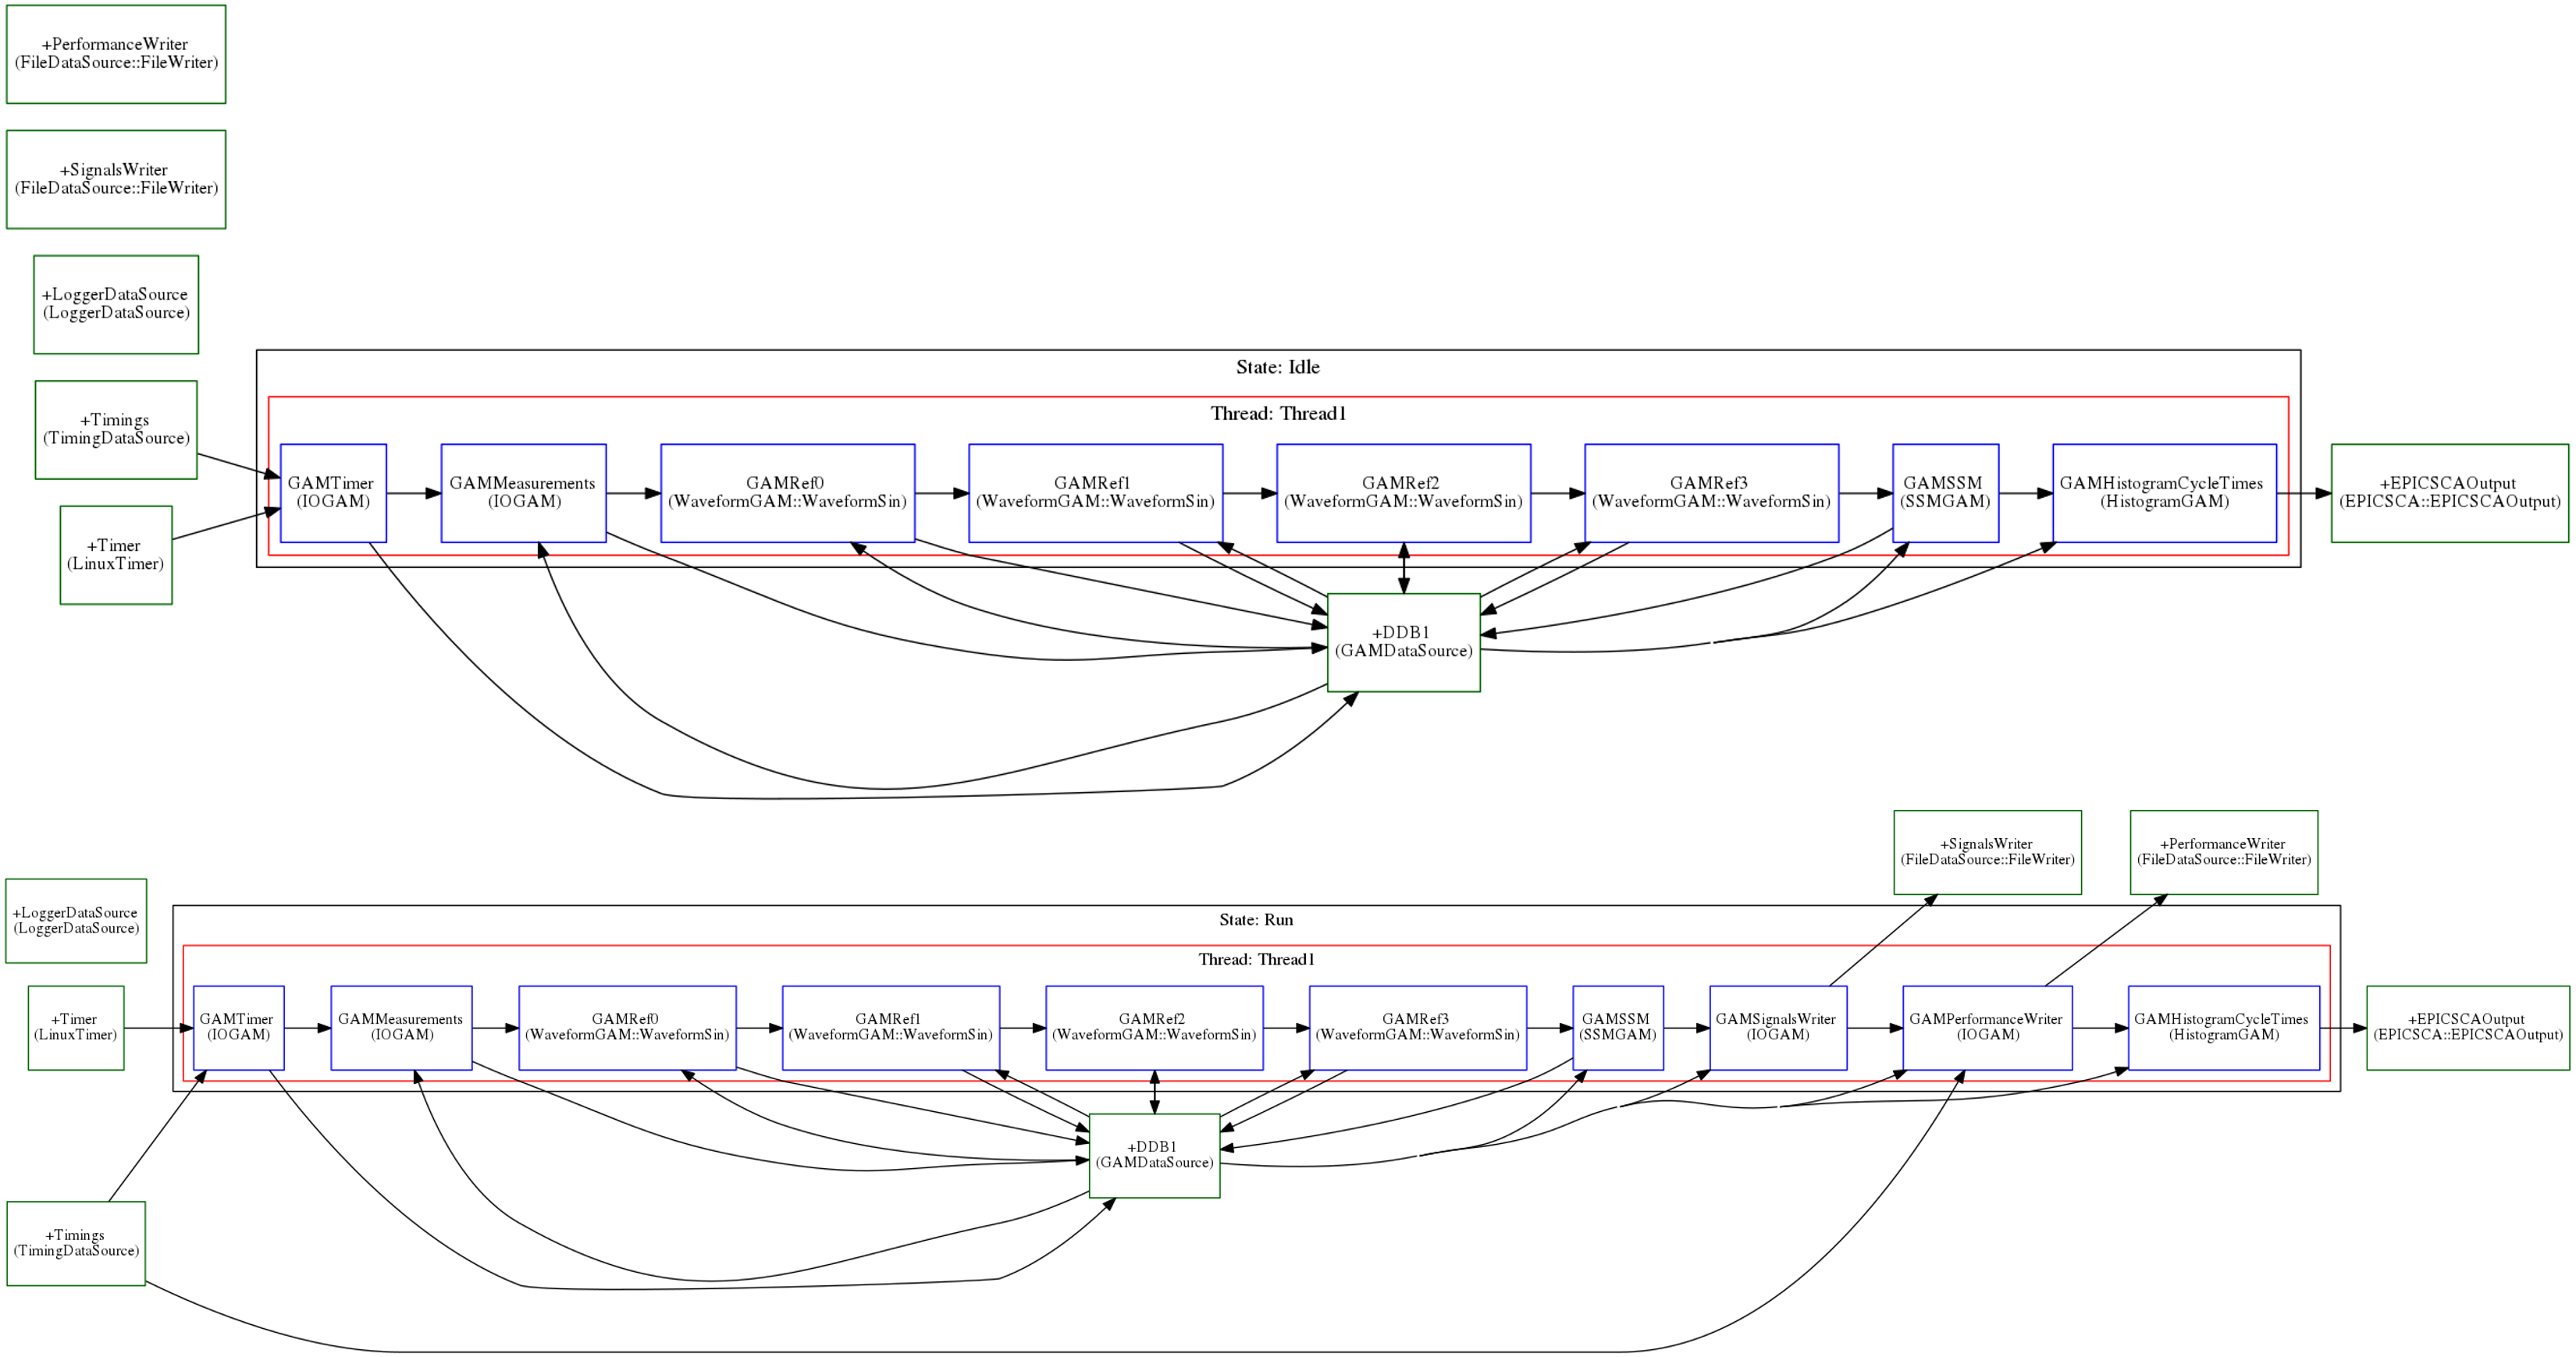 +PerformanceWriter
(FileDataSource::FileWriter)
+SignalsWriter
(FileDataSource::FileWriter)
+LoggerDataSource
(LoggerDataSource)
+Timings
(TimingDataSource)
+Timer
(LinuxTimer)
State: Idle
Thread: Thread1
GAMTimer
(IOGAM)
GAMMeasurements
(IOGAM)
GAMRef0
(WaveformGAM::WaveformSin)
GAMRef1
(WaveformGAM::WaveformSin)
GAMRef2
(WaveformGAM::WaveformSin)
GAMRef3
(WaveformGAM::WaveformSin)
GAMSSM
(SSMGAM)
GAMHistogramCycleTimes
(HistogramGAM)
+EPICSCAOutput
(EPICSCA::EPICSCAOutput)
+DDB1
(GAMDataSource)
+SignalsWriter
(FileDataSource::FileWriter)
+PerformanceWriter
(FileDataSource::FileWriter)
+LoggerDataSource
(LoggerDataSource)
State: Run
Thread: Thread1
+Timer
(LinuxTimer)
GAMTimer
(IOGAM)
GAMMeasurements
(IOGAM)
GAMRef0
(WaveformGAM::WaveformSin)
GAMRef1
(WaveformGAM::WaveformSin)
GAMRef2
(WaveformGAM::WaveformSin)
GAMRef3
(WaveformGAM::WaveformSin)
GAMSSM
(SSMGAM)
GAMSignalsWriter
(IOGAM)
GAMPerformanceWriter
(IOGAM)
GAMHistogramCycleTimes
(HistogramGAM)
+EPICSCAOutput
(EPICSCA::EPICSCAOutput)
+DDB1
(GAMDataSource)
+Timings
(TimingDataSource)